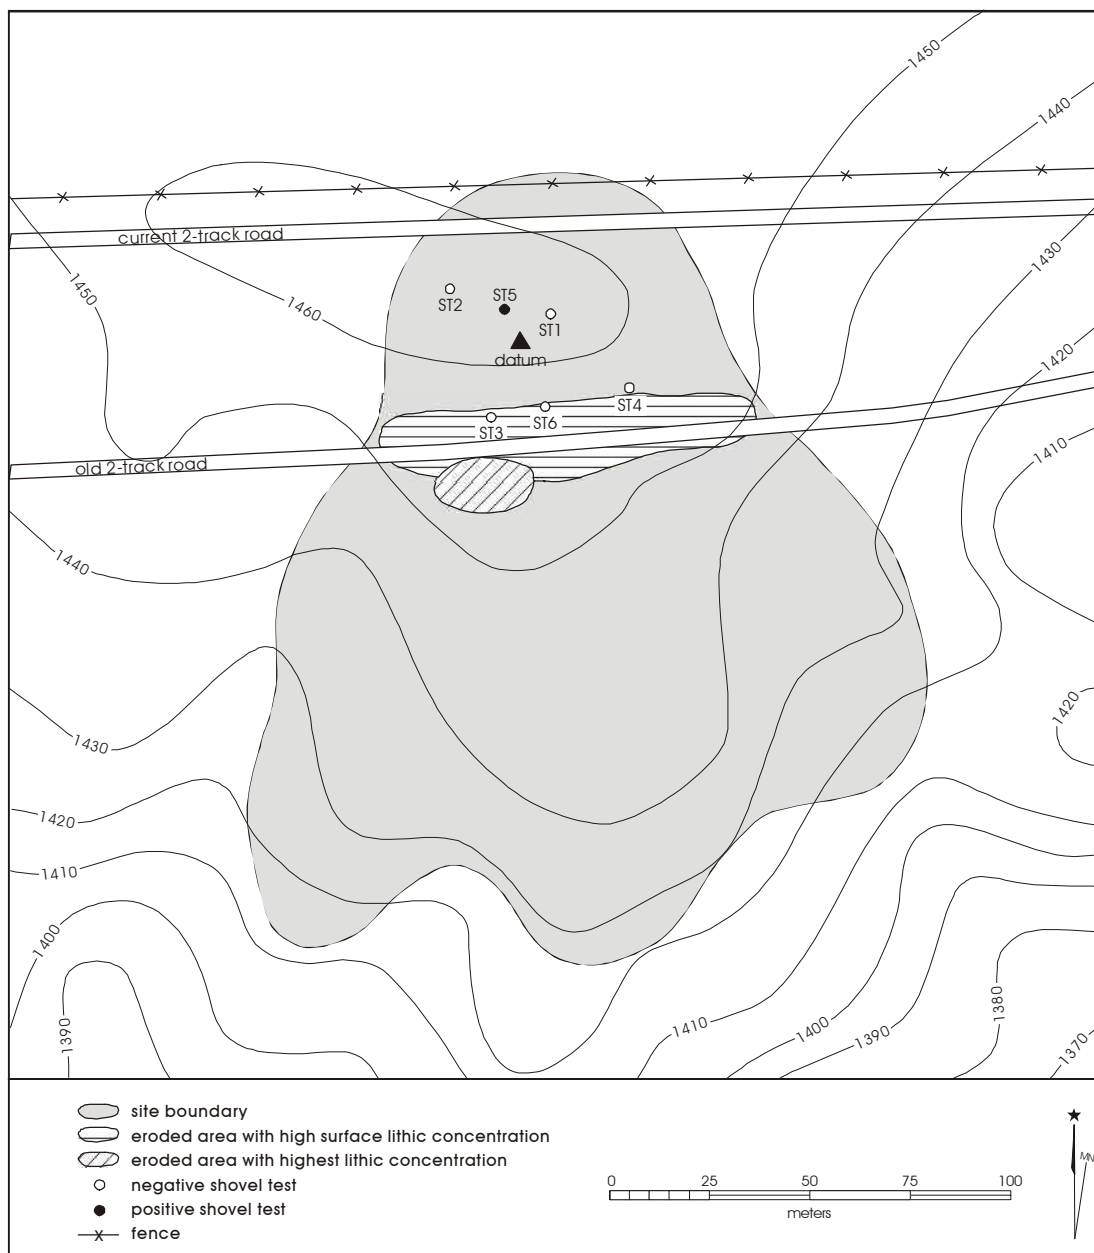 1450
1440
current 2-track road
1430
1450
1460
ST2
ST5
ST1
datum
1420
ST4
ST3
ST6
1410
old 2-track road
1440
1420
1430
1420
1410
1400
1390
1410
1400
1390
1380
1370
site boundary
eroded area with high surface lithic concentration
eroded area with highest lithic concentration
negative shovel test
positive shovel test
fence
0 25 50 75 100
meters
MN